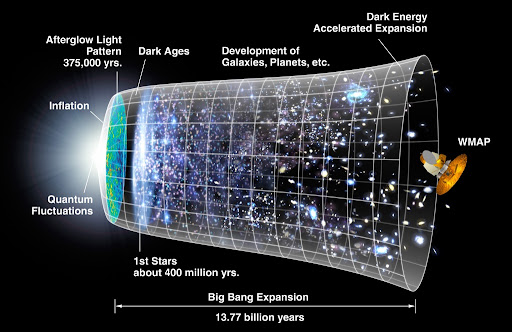 Afterglow Light
Pattern
375,000 yrs.
Dark Ages
Development of
Galaxies, Planets, etc.
Dark Energy
Accelerated Expansion
Inflation
WMAP
Quantum
Fluctuations
1st Stars
about 400 million yrs.
Big Bang Expansion
13.77 billion years